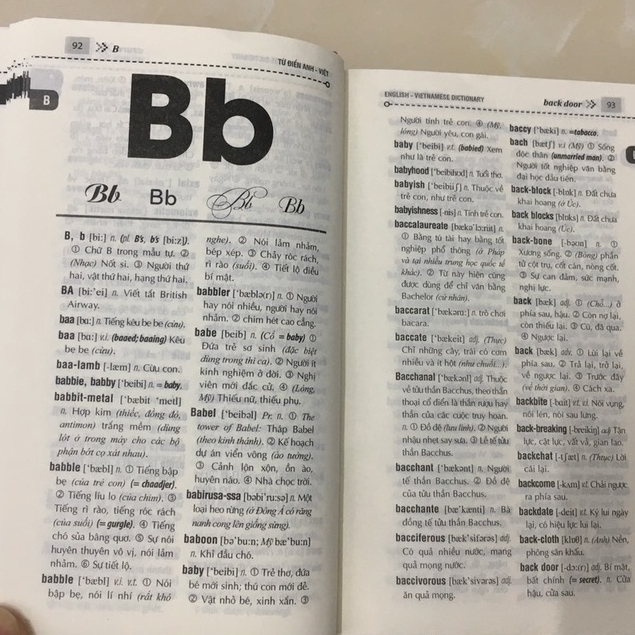 92 B
TỪ ĐIỂN ANH - VIỆT
B
Bb
Bb Bb Bb Bb
B, b [bi:] n. (pl. B's, b's [bi:z]).
① Chữ B trong mẫu tự. ②
(Nhạc) Nốt si. ③ Người thứ
hai, vật thứ hai, hạng thứ hai.
BA [bi:'ei] n. Viết tắt British
Airway.
baa [ba:] n. Tiếng kêu be be (cừu).
baa [ba:] v.i. (baaed; baaing) Kêu
be be (cừu).
baa-lamb [-læm] n. Cừu con.
babbie, babby ['beibi] n. = baby.
babbit-metal ['bæbit 'metl]
n. Hợp kim (thiếc, đồng đỏ,
antimon) trắng mềm (dùng
lót ở trong máy cho các bộ
phận bớt cọ xát nhau).
babble ['bæbl] n. ① Tiếng bập
bẹ (của trẻ con) (= chaadjer).
② Tiếng líu lo (của chim). ③
Tiếng rì rào, tiếng róc rách
(của suối) (= gurgle). ④ Tiếng
chó sủa bâng quơ. ⑤ Sự nói
huyên thuyên vô vị, nói lảm
nhảm. ⑥ Sự tiết lộ.
babble ['bæbl] v.i. v.t. ① Nói
bập bẹ, nói lí nhí (rất khó
nghe). ② Nói lảm nhảm,
bép xép. ③ Chảy róc rách,
rì rào (suối). ④ Tiết lộ điều
bí mật.
babbler ['bæblər] n. ① Người
hay nói nhiều, người hay nói
nhảm. ② chim hét cao cẳng.
babe [beib] n. (Cổ = baby) ①
Đứa trẻ sơ sinh (đặc biệt
dùng trong thi ca). ② Người ít
kinh nghiệm ở đời. ③ Nghị
viên mới đắc cử. ④ (Lóng,
Mỹ) Thiếu nữ, thiếu phụ.
Babel ['beibəl] Pr. n. ① The
tower of Babel: Tháp Babel
(theo kinh thánh). ② Kế hoạch
dự án viển vông (ảo tưởng).
③ Cảnh lộn xộn, ồn ào,
huyên náo. ④ Nhà chọc trời.
babirusa-ssa [babi'ru:sə] n. Một
loại heo rừng (ở Đông Á có răng
nanh cong lên giống sừng).
baboon [bə'bu:n; Mỹ bæ'bu:n]
n. Khỉ đầu chó.
baby ['beibi] n. ① Trẻ thơ, đứa
bé mới sinh; thú con mới đẻ.
② Vật nhỏ bé, xinh xắn. ③
ENGLISH - VIETNAMESE DICTIONARY
back door 93
Người tính trẻ con. ④ (Mỹ,
lóng) Người yêu, con gái.
baby ['beibi] v.t. (babied) Xem
như là trẻ con.
babyhood ['beibihud] n. Tuổi thơ.
babyish ['beibiiʃ] n. Thuộc về
trẻ con, như trẻ con.
babyishness [-nis] n. Tính trẻ con.
baccalaureate [bækə'lɔ:riət] n.
① Bằng tú tài hay bằng tốt
nghiệp phổ thông (ở Pháp
và tại nhiều trung học quốc tế
khác). ② Từ này hiện cũng
được dùng để chỉ văn bằng
Bachelor (cử nhân).
baccarat ['bækəra:] n. trò chơi
bacara.
baccate ['bækeit] adj. (Thực)
Chỉ những cây, trái có cơm
nhiều và ít hột (như chuối..).
Bacchanal ['bækənl] adj. Thuộc
về tửu thần Bacchus, theo thần
thoại cổ điển là thần rượu hay
thần của các cuộc truy hoan.
n. ① Đồ đệ (lưu linh). ② Người
nhậu nhẹt say sưa. ③ Lễ tế tửu
thần Bacchus.
bacchant ['bækənt] n. Người
tế thần Bacchus. ② Đồ đệ
của tửu thần Bacchus.
bacchante [bæ'kænti] n. Bà
đồng tế tửu thần Bacchus.
bacciferous [bæk'sifərəs] adj.
Có quả nhiều nước, mang
quả mọng nước.
baccivorous [bæk'sivərəs] adj.
ăn quả mọng.
baccy ['bæki] n. =tabacco.
bach [bætʃ] v.i (Mỹ) ① Sống
độc thân (unmarried man). ②
Người tốt nghiệp văn bằng
đại học đầu tiên.
back-block [-blɔk] n. Đất chưa
khai hoang (ở Úc).
back blocks [blɔks] n. Đất chưa
khai hoang (Úc).
back-bone [-bəʊn] n. ①
Xương sống. ② (Bóng) phần
tử cột trụ, cốt cán, nòng cốt.
③ Sự can đảm, sức mạnh,
nghị lực.
back [bæk] adj. ① (Chỗ...) ở
phía sau, hậu. ② Còn nợ lại,
còn thiếu lại. ③ Cũ, đã qua.
④ Ngược lại.
back [bæk] adv. ① Lùi lại về
phía sau. ② Trả lại, trở lại,
về ngược lại. ③ Trước đây
(về thời gian). ④ Cách xa.
backbite [-bait] v.t. v.i. Nói vụng,
nói lén, nói sau lưng.
back-breaking [-breikiŋ] adj Tận
lực, cật lực, vất vả, gian lao.
backchat [-tʃæt] n. (Thực) Lời
cãi lại.
backcome [-kʌm] v.t Chải ngược
ra phía sau.
backdate [-deit] v.t. Ký lui ngày
lại, có hiệu lực lui lại.
back-cloth [klɔθ] n. (Anh) Nền,
phông sân khấu.
back door [-dɔ:r] adj. Bí mật,
bất chính (= secret). n. Cửa
hậu, cửa sau.